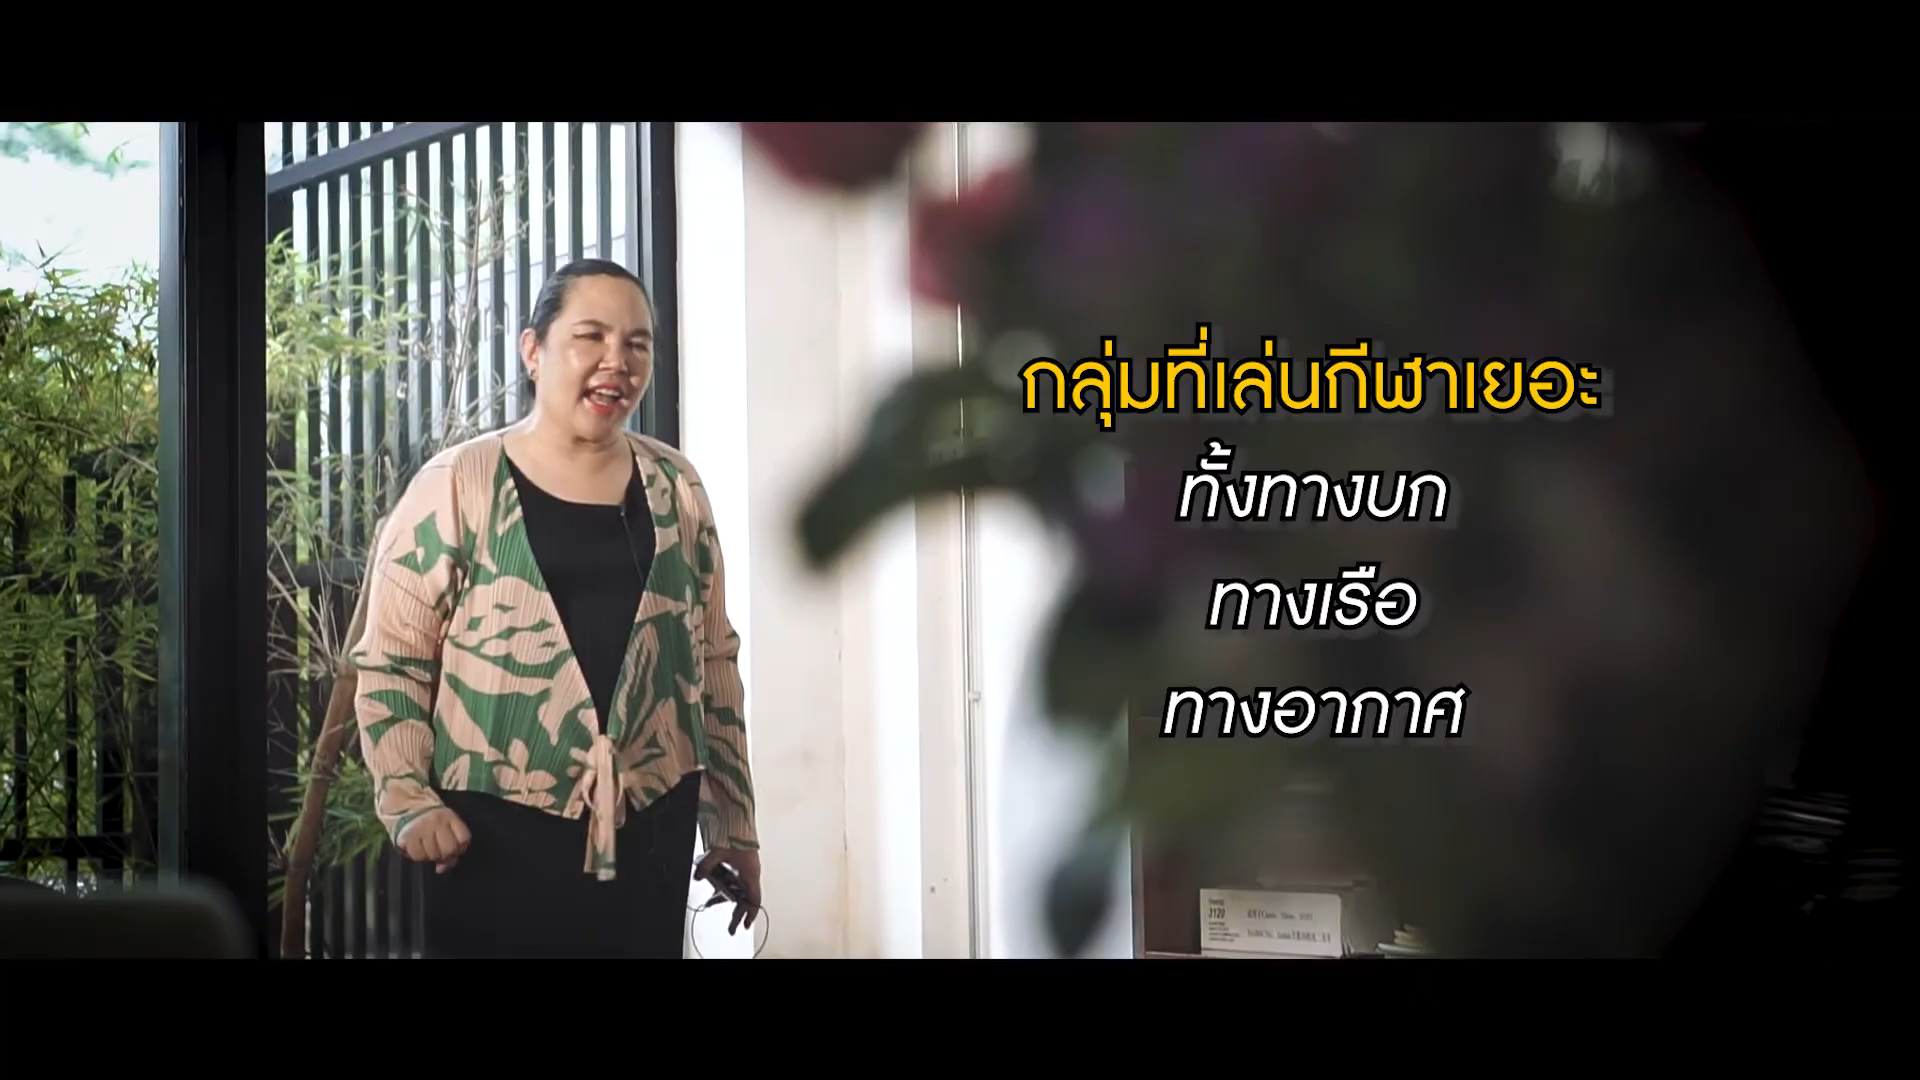 กลุ่มที่เล่นกีฬาเยอะ
ทั้งทางบก
ทางเรือ
ทางอากาศ
3120